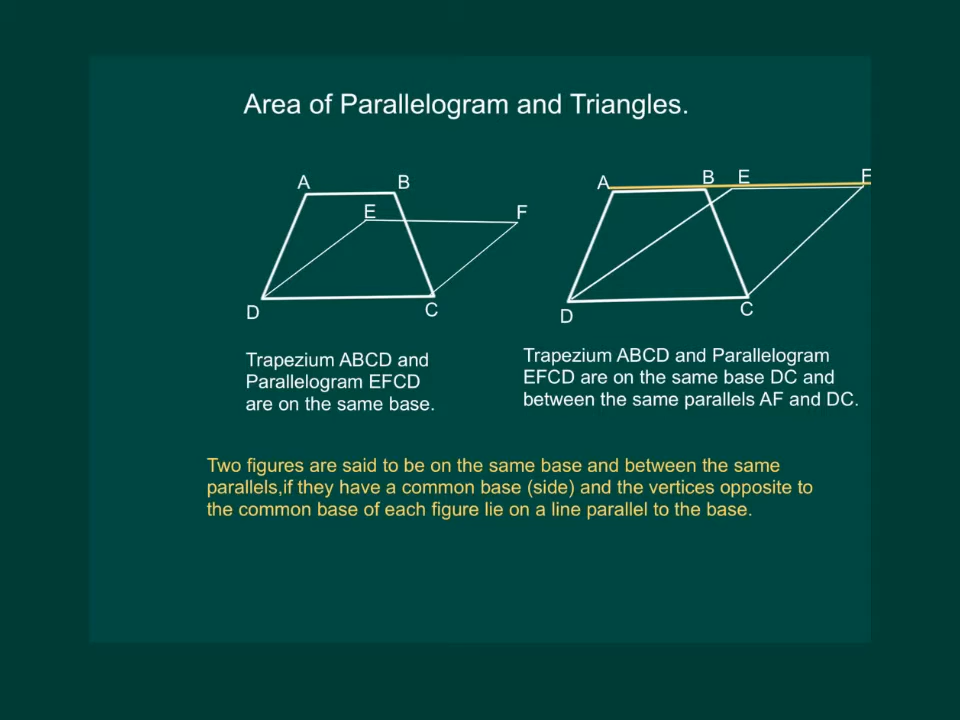 Area of Parallelogram and Triangles.
A B
E F
D C
A B E F
D C
Trapezium ABCD and
Parallelogram EFCD
are on the same base.
Trapezium ABCD and Parallelogram
EFCD are on the same base DC and
between the same parallels AF and DC.
Two figures are said to be on the same base and between the same
parallels,if they have a common base (side) and the vertices opposite to
the common base of each figure lie on a line parallel to the base.